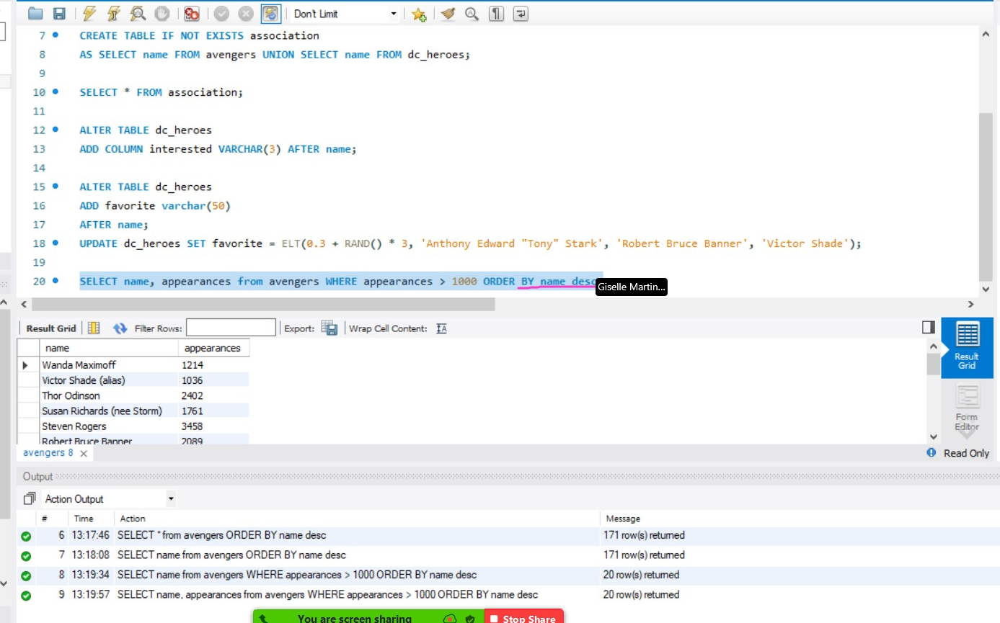 Don't Limit
7 CREATE TABLE IF NOT EXISTS association
8 AS SELECT name FROM avengers UNION SELECT name FROM dc_heroes;
9
10 SELECT * FROM association;
11
12 ALTER TABLE dc_heroes
13 ADD COLUMN interested VARCHAR(3) AFTER name;
14
15 ALTER TABLE dc_heroes
16 ADD favorite varchar(50)
17 AFTER name;
18 UPDATE dc_heroes SET favorite = ELT(0.3 + RAND() * 3, 'Anthony Edward "Tony" Stark', 'Robert Bruce Banner', 'Victor Shade');
19
20 SELECT name, appearances from avengers WHERE appearances > 1000 ORDER BY name desc
Giselle Martin...
Result Grid Filter Rows: Export: Wrap Cell Content: IA
name appearances
Wanda Maximoff 1214
Victor Shade (alias) 1036
Thor Odinson 2402
Susan Richards (nee Storm) 1761
Steven Rogers 3458
Robert Bruce Banner 2089
Result
Grid
Form
Editor
avengers 8 Read Only
Output
Action Output
# Time Action Message
6 13:17:46 SELECT * from avengers ORDER BY name desc 171 row(s) returned
7 13:18:08 SELECT name from avengers ORDER BY name desc 171 row(s) returned
8 13:19:34 SELECT name from avengers WHERE appearances > 1000 ORDER BY name desc 20 row(s) returned
9 13:19:57 SELECT name, appearances from avengers WHERE appearances > 1000 ORDER BY name desc 20 row(s) returned
You are screen sharing Stop Share